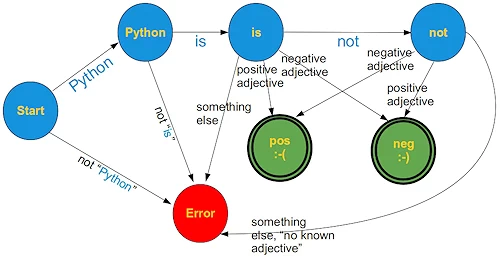 Python
is
is
not
not
Python
Start
positive
adjective
negative
adjective
negative
adjective
positive
adjective
something
else
not "is"
not "Python"
pos
:-(
neg
:-)
Error
something
else, "no known
adjective"